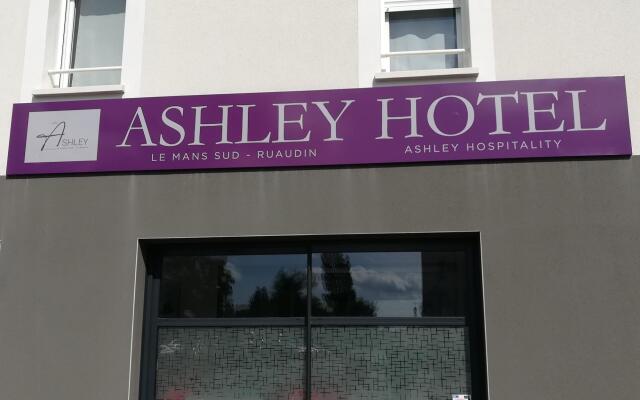 ASHLEY
ASHLEY HOTEL
LE MANS SUD - RUAUDIN
ASHLEY HOSPITALITY